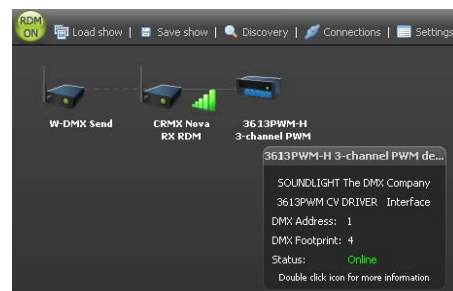 RDM
ON
Load show | Save show | Discovery | Connections | Settings
W-DMX Send
CRMX Nova
RX RDM
3613PWM-H
3-channel PWM
3613PWM-H 3-channel PWM de...
SOUNDLIGHT The DMX Company
3613PWM CV DRIVER Interface
DMX Address: 1
DMX Footprint: 4
Status: Online
Double click icon for more information